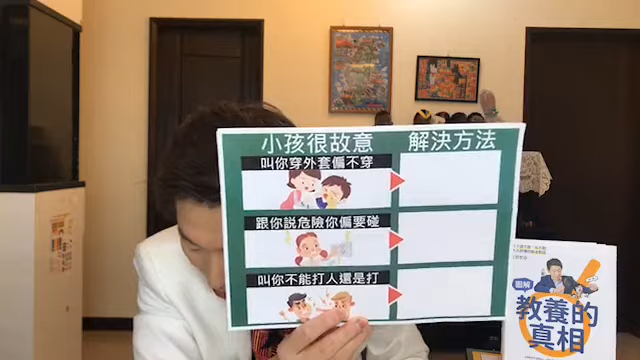 小孩很故意
解決方法
叫你穿外套偏不穿
跟你説危險你偏要碰
叫你不能打人還是打
圖解
教養的
真相